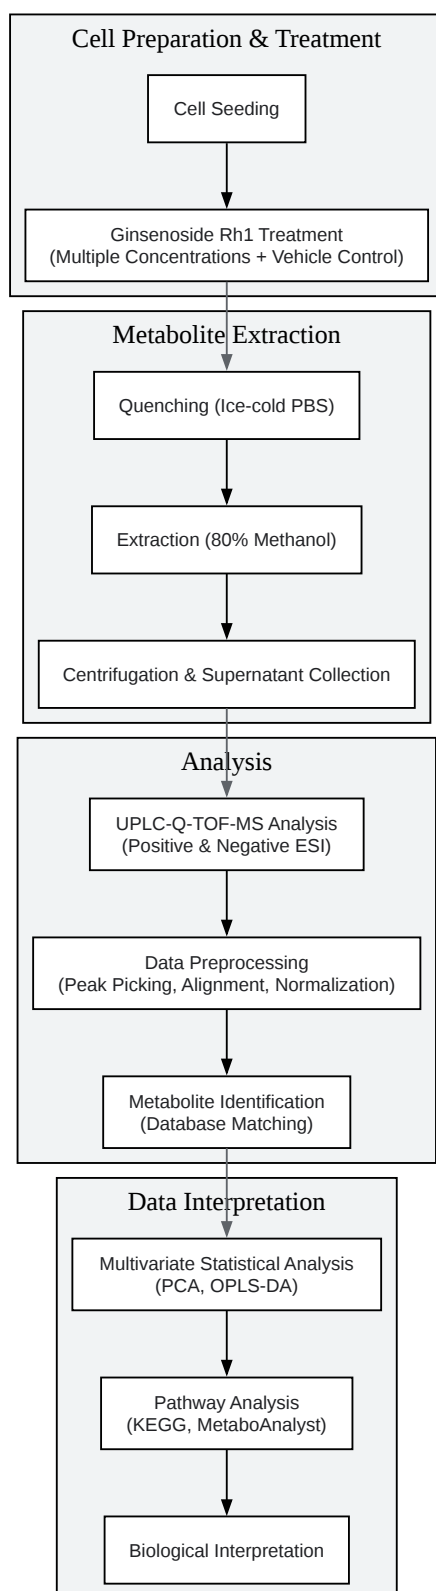 Cell Preparation & Treatment
Cell Seeding
Ginsenoside Rh1 Treatment
(Multiple Concentrations + Vehicle Control)
Metabolite Extraction
Quenching (Ice-cold PBS)
Extraction (80% Methanol)
Centrifugation & Supernatant Collection
Analysis
UPLC-Q-TOF-MS Analysis
(Positive & Negative ESI)
Data Preprocessing
(Peak Picking, Alignment, Normalization)
Metabolite Identification
(Database Matching)
Data Interpretation
Multivariate Statistical Analysis
(PCA, OPLS-DA)
Pathway Analysis
(KEGG, MetaboAnalyst)
Biological Interpretation